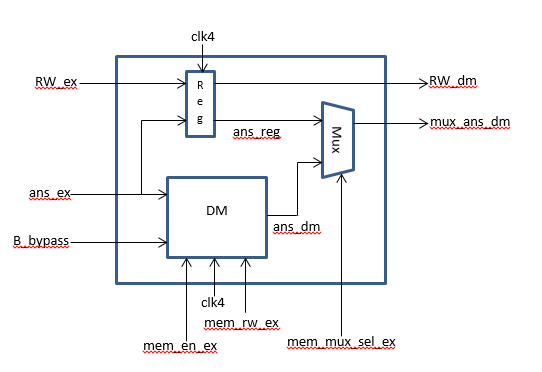 clk4
RW_ex
R
e
g
RW_dm
mux_ans_dm
ans_reg
Mux
ans_ex
DM
ans_dm
B_bypass
clk4
mem_rw_ex
mem_en_ex
mem_mux_sel_ex